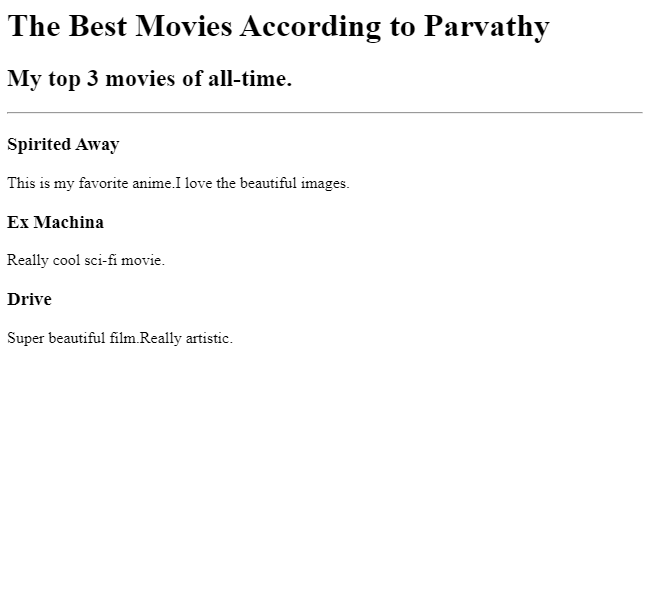 The Best Movies According to Parvathy
My top 3 movies of all-time.
Spirited Away
This is my favorite anime.I love the beautiful images.
Ex Machina
Really cool sci-fi movie.
Drive
Super beautiful film.Really artistic.